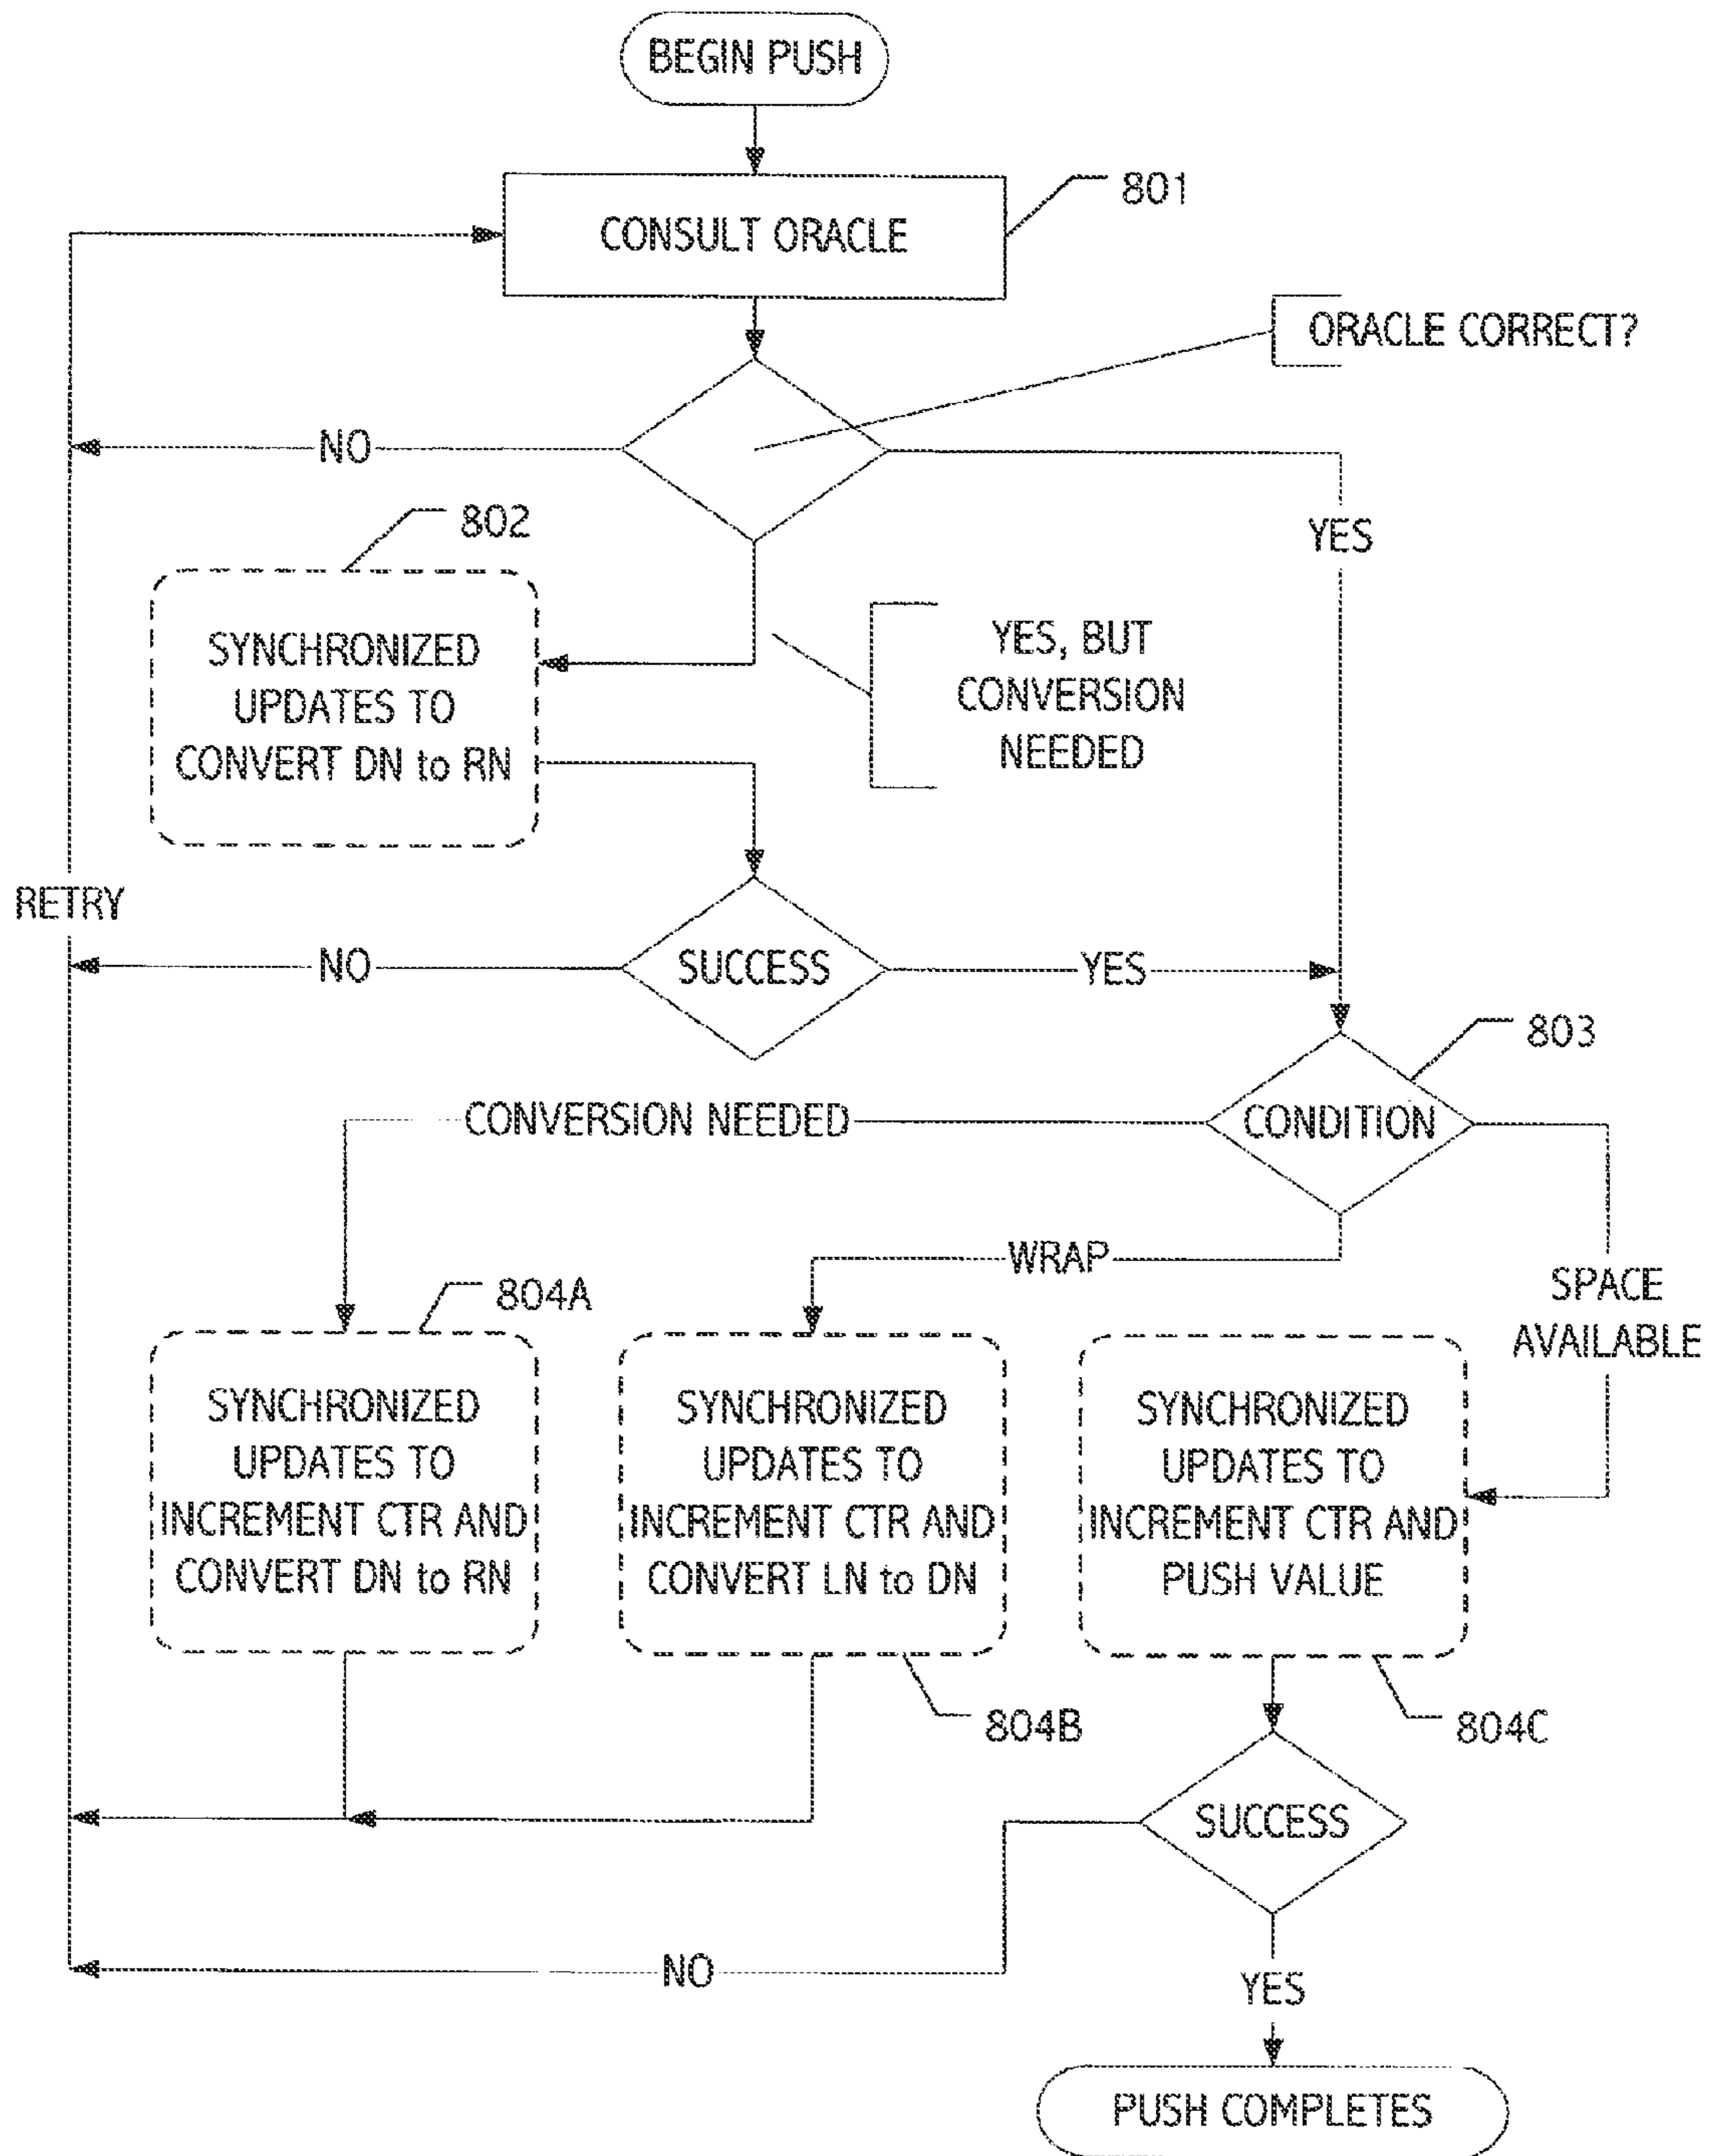 BEGIN PUSH
801
CONSULT ORACLE
ORACLE CORRECT?
NO
802
YES
SYNCHRONIZED
UPDATES TO
CONVERT DN to RN
YES, BUT
CONVERSION
NEEDED
RETRY
NO
SUCCESS
YES
803
CONVERSION NEEDED
CONDITION
WRAP
SPACE
AVAILABLE
804A
SYNCHRONIZED
UPDATES TO
INCREMENT CTR AND
CONVERT DN to RN
SYNCHRONIZED
UPDATES TO
INCREMENT CTR AND
CONVERT LN to DN
SYNCHRONIZED
UPDATES TO
INCREMENT CTR AND
PUSH VALUE
804B
804C
SUCCESS
NO
YES
PUSH COMPLETES